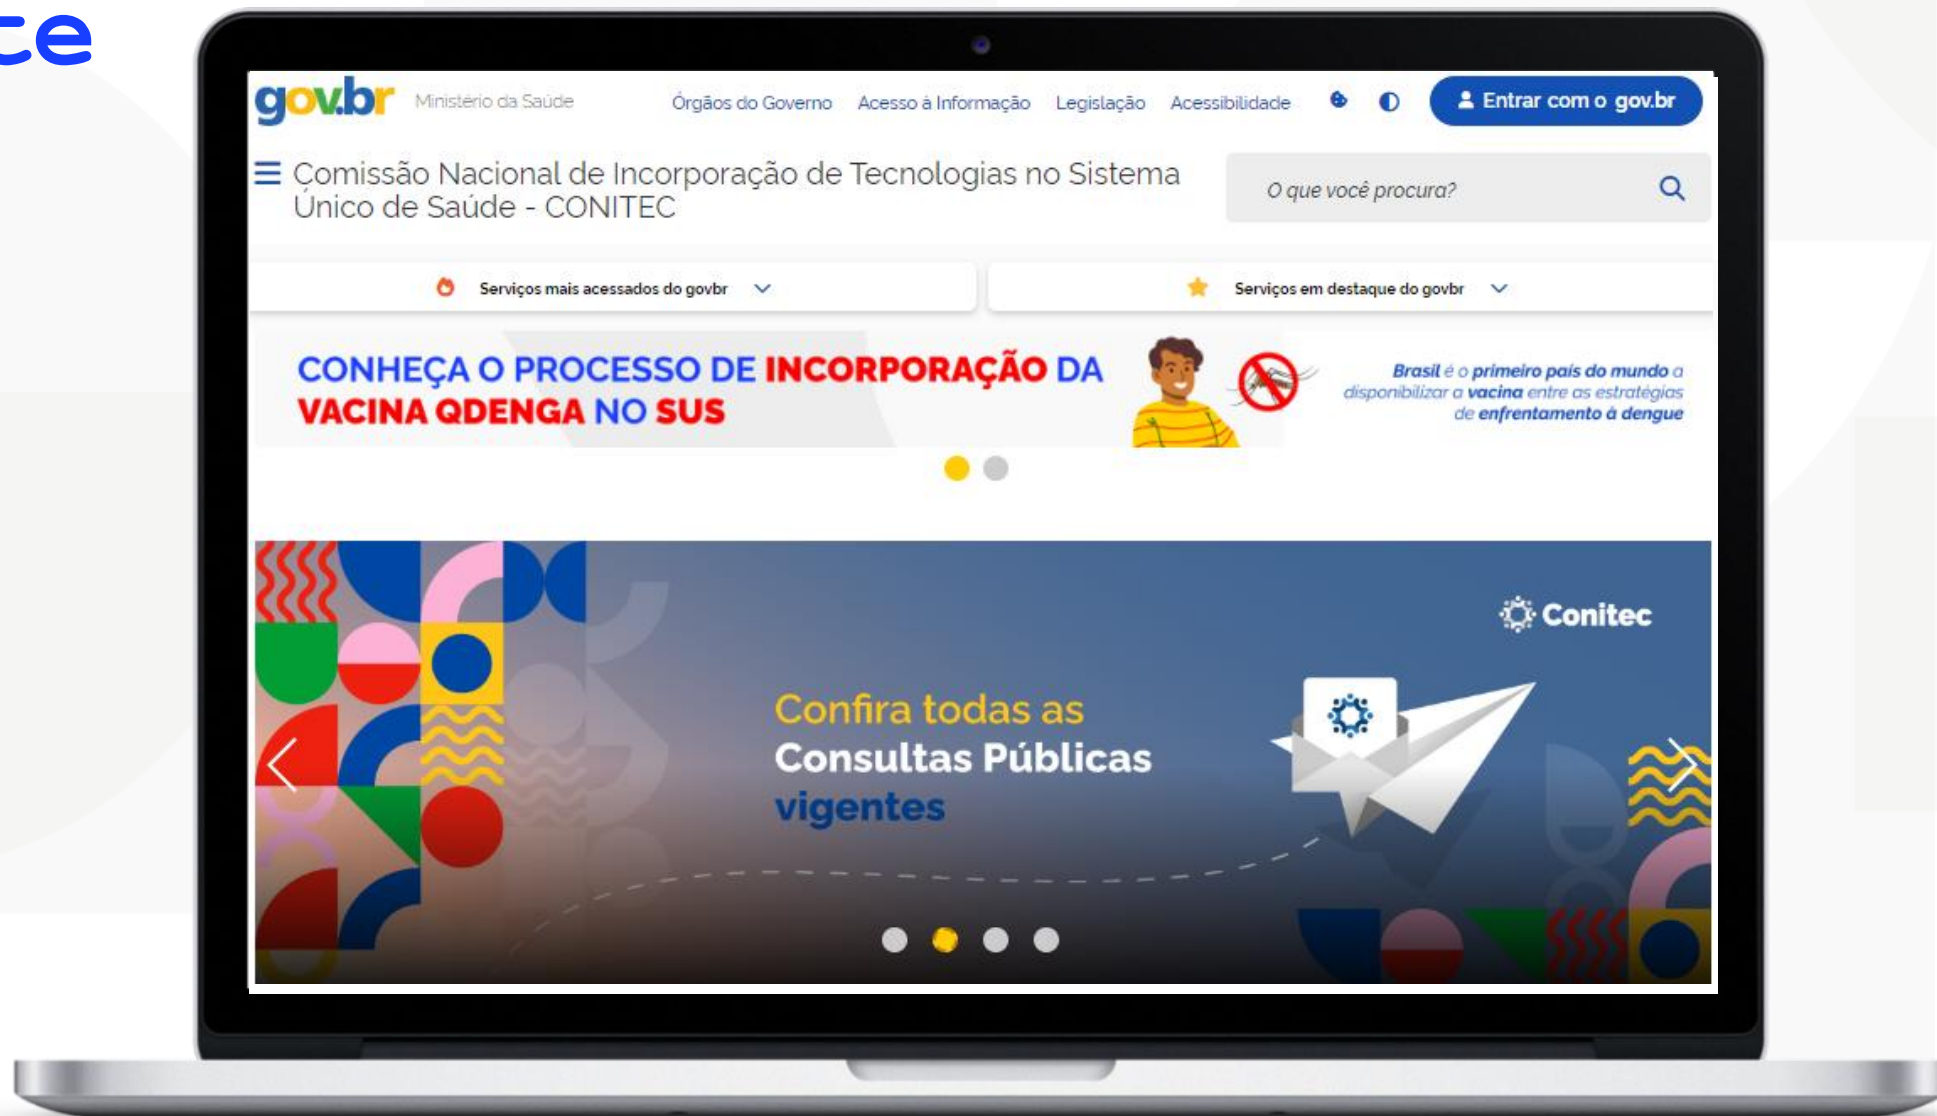 gov.br
Ministério da Saúde
Órgãos do Governo
Acesso à Informação
Legislação
Acessibilidade
Entrar com o gov.br
Comissão Nacional de Incorporação de Tecnologias no Sistema
Único de Saúde - CONITEC
O que você procura?
Serviços mais acessados do govbr
Serviços em destaque do govbr
CONHEÇA O PROCESSO DE INCORPORAÇÃO DA
VACINA QDENGA NO SUS
Brasil é o primeiro país do mundo a
disponibilizar a vacina entre as estratégias
de enfrentamento à dengue
Conitec
Confira todas as
Consultas Públicas
vigentes